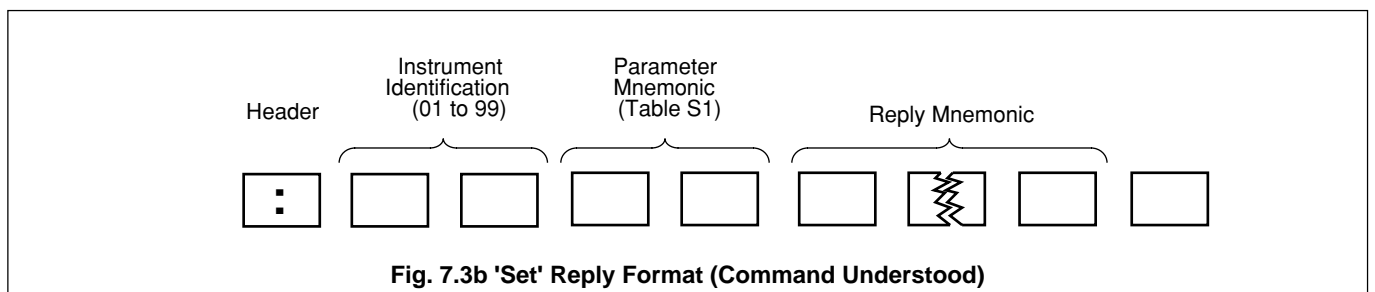 Header
Instrument
Identification
(01 to 99)
Parameter
Mnemonic
(Table S1)
Reply Mnemonic
:
Fig. 7.3b 'Set' Reply Format (Command Understood)